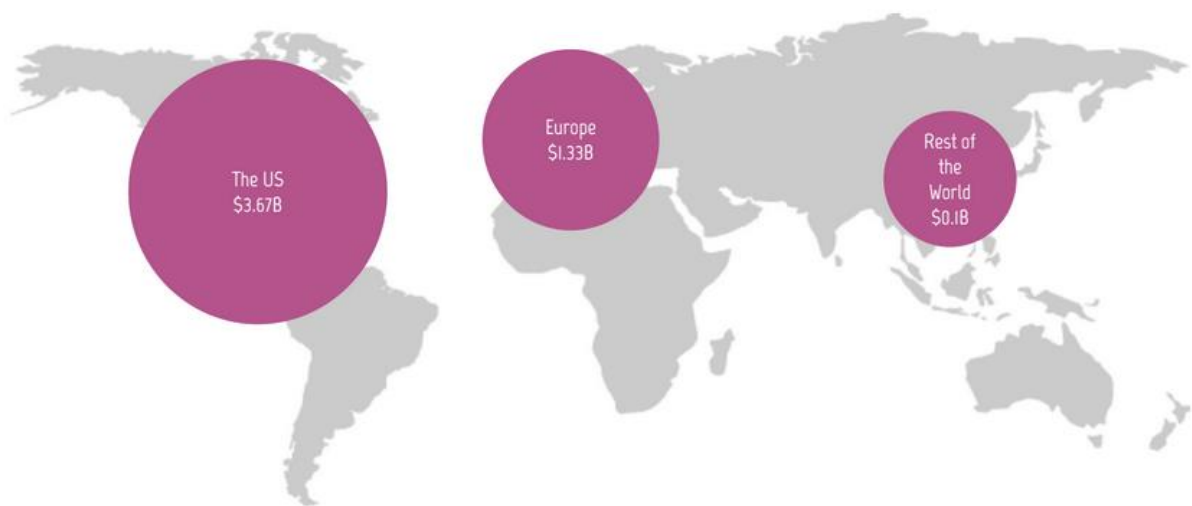 The US
$3.67B
Europe
$1.33B
Rest of
the
World
$0.1B